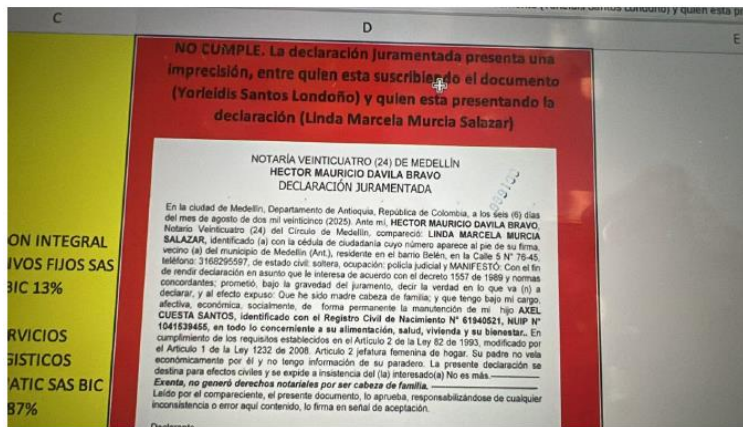 Santos Londoño) y quien esta pr
C
D
E
NO CUMPLE. La declaración Juramentada presenta una
imprecisión, entre quien esta suscribiendo el documento
(Yorleidis Santos Londoño) y quien esta presentando la
declaración (Linda Marcela Murcia Salazar)
NOTARÍA VEINTICUATRO (24) DE MEDELLÍN
HECTOR MAURICIO DAVILA BRAVO
DECLARACIÓN JURAMENTADA
En la ciudad de Medellín, Departamento de Antioquia, República de Colombia, a los seis (6) días
del mes de agosto de dos mil veinticinco (2025). Ante mí, HECTOR MAURICIO DAVILA BRAVO,
Notario Veinticuatro (24) del Círculo de Medellín, compareció: LINDA MARCELA MURCIA
SALAZAR, identificado (a) con la cédula de ciudadanía cuyo número aparece al pie de su firma,
vecino (a) del municipio de Medellín (Ant.), residente en el barrio Belén, en la Calle 5 N° 76-45,
teléfono: 3168295597, de estado civil: soltera, ocupación: policía judicial y MANIFESTÓ: Con el fin
de rendir declaración en asunto que le interesa de acuerdo con el decreto 1557 de 1989 y normas
concordantes; prometió, bajo la gravedad del juramento, decir la verdad en lo que va (n) a
declarar, y al efecto expuso: Que he sido madre cabeza de familia; y que tengo bajo mi cargo,
afectiva, económica, socialmente, de forma permanente la manutención de mi hijo AXEL
CUESTA SANTOS, identificado con el Registro Civil de Nacimiento N° 61940521, NUIP N°
1041539455, en todo lo concerniente a su alimentación, salud, vivienda y su bienestar.. En
cumplimiento de los requisitos establecidos en el Artículo 2 de la Ley 82 de 1993, modificado por
el Artículo 1 de la Ley 1232 de 2008. Articulo 2 jefatura femenina de hogar. Su padre no vela
económicamente por él y no tengo información de su paradero. La presente declaración se
destina para efectos civiles y se expide a insistencia del (la) interesado(a) No es más.
Exenta, no generó derechos notariales por ser cabeza de familia.
Leído por el compareciente, el presente documento, lo aprueba, responsabilizándose de cualquier
inconsistencia o error aquí contenido, lo firma en señal de aceptación.
ON INTEGRAL
IVOS FIJOS SAS
BIC 13%
RVICIOS
GISTICOS
ATIC SAS BIC
87%